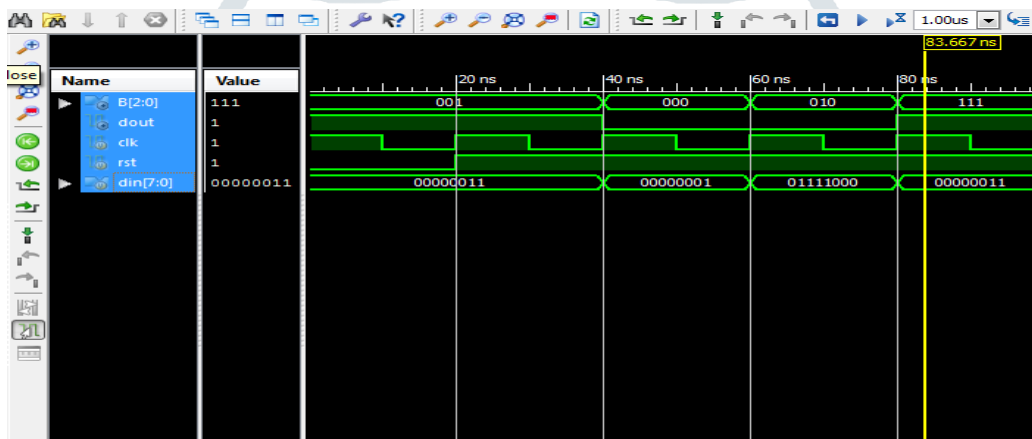 1.00us
83.667 ns
lose
Name Value
20 ns 40 ns 60 ns 80 ns
B[2:0] 111 001 000 010 111
dout 1
clk 1
rst 1
din[7:0] 00000011 00000011 00000001 01111000 00000011